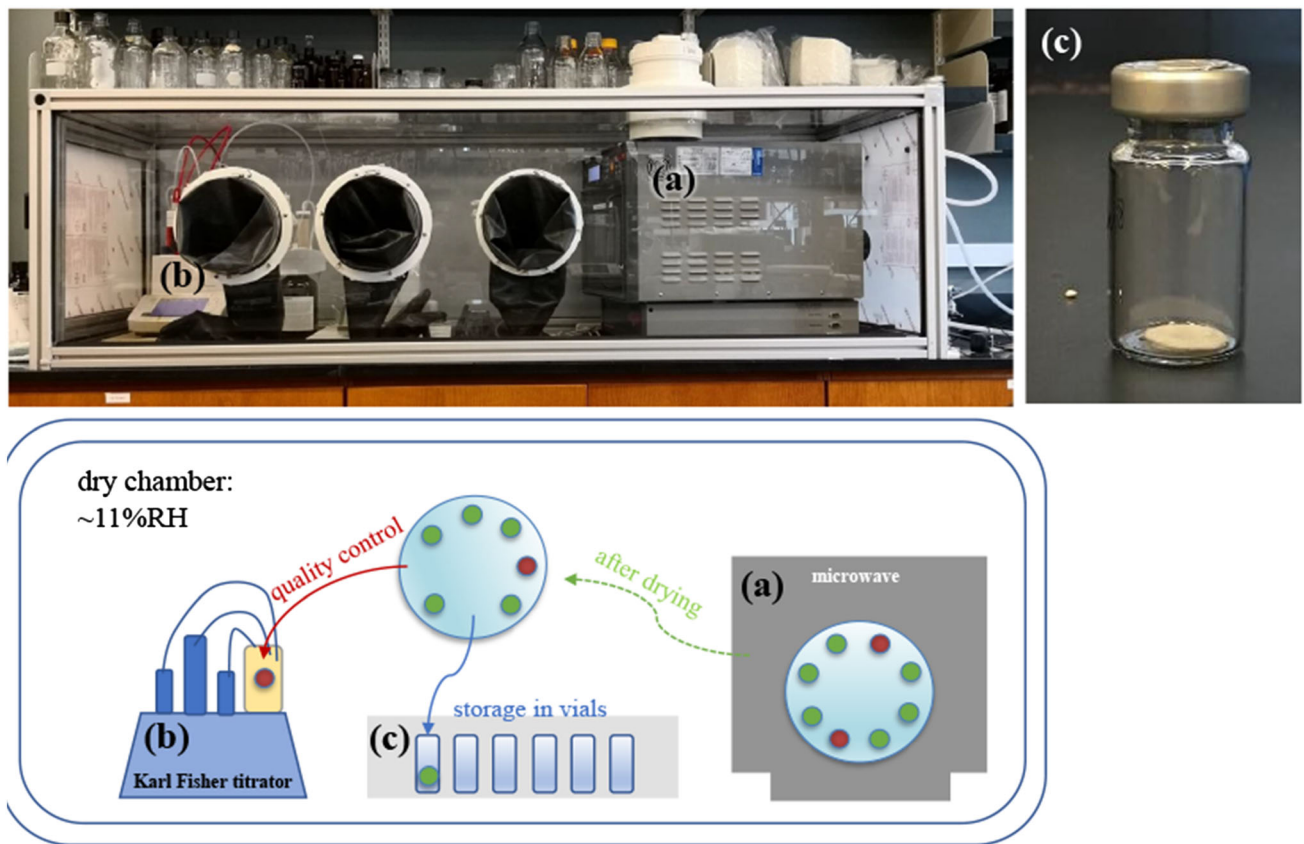 (a)
(b)
(c)
dry chamber:
~11%RH
quality control
after drying
(a)
microwave
storage in vials
(b)
(c)
Karl Fisher titrator